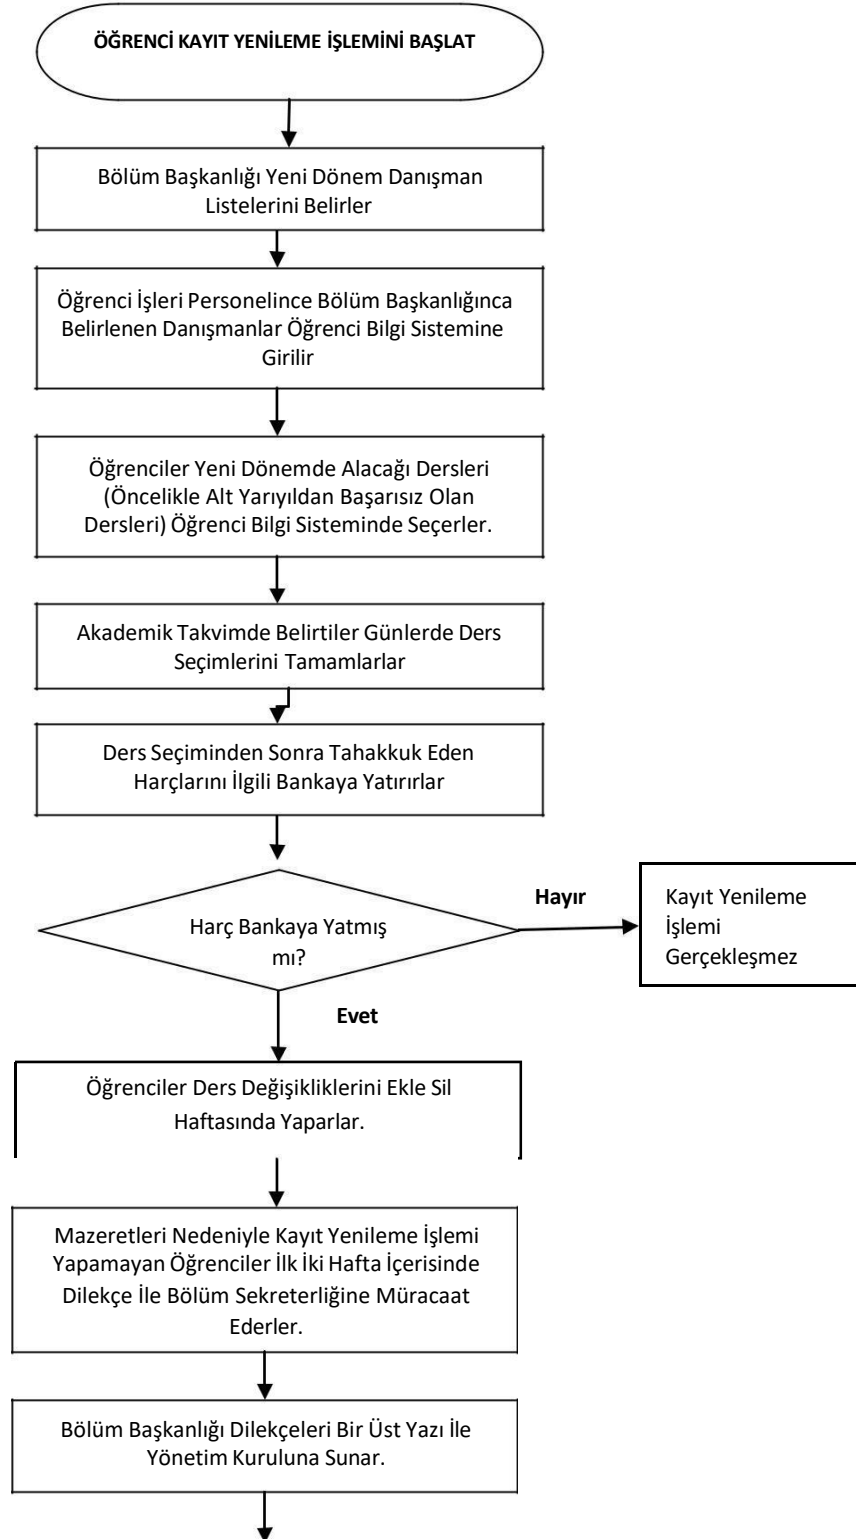 ÖĞRENCİ KAYIT YENİLEME İŞLEMİNİ BAŞLAT
Bölüm Başkanlığı Yeni Dönem Danışman
Listelerini Belirler
Öğrenci İşleri Personelince Bölüm Başkanlığınca
Belirlenen Danışmanlar Öğrenci Bilgi Sistemine
Girilir
Öğrenciler Yeni Dönemde Alacağı Dersleri
(Öncelikle Alt Yarıyıldan Başarısız Olan
Dersleri) Öğrenci Bilgi Sisteminde Seçerler.
Akademik Takvimde Belirtiler Günlerde Ders
Seçimlerini Tamamlarlar
Ders Seçiminden Sonra Tahakkuk Eden
Harçlarını İlgili Bankaya Yatırırlar
Harç Bankaya Yatmış
mı?
Hayır
Kayıt Yenileme
İşlemi
Gerçekleşmez
Evet
Öğrenciler Ders Değişikliklerini Ekle Sil
Haftasında Yaparlar.
Mazeretleri Nedeniyle Kayıt Yenileme İşlemi
Yapamayan Öğrenciler İlk İki Hafta İçerisinde
Dilekçe İle Bölüm Sekreterliğine Müracaat
Ederler.
Bölüm Başkanlığı Dilekçeleri Bir Üst Yazı İle
Yönetim Kuruluna Sunar.